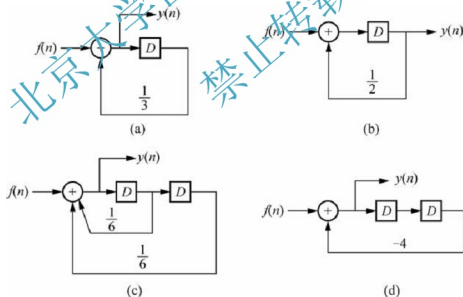 y(n)
f(n) D
1/3
(a)
f(n) + D y(n)
1/2
(b)
y(n)
f(n) + D D
1/6
1/6
(c)
y(n)
f(n) + D D
-4
(d)
北京大学
禁止转载